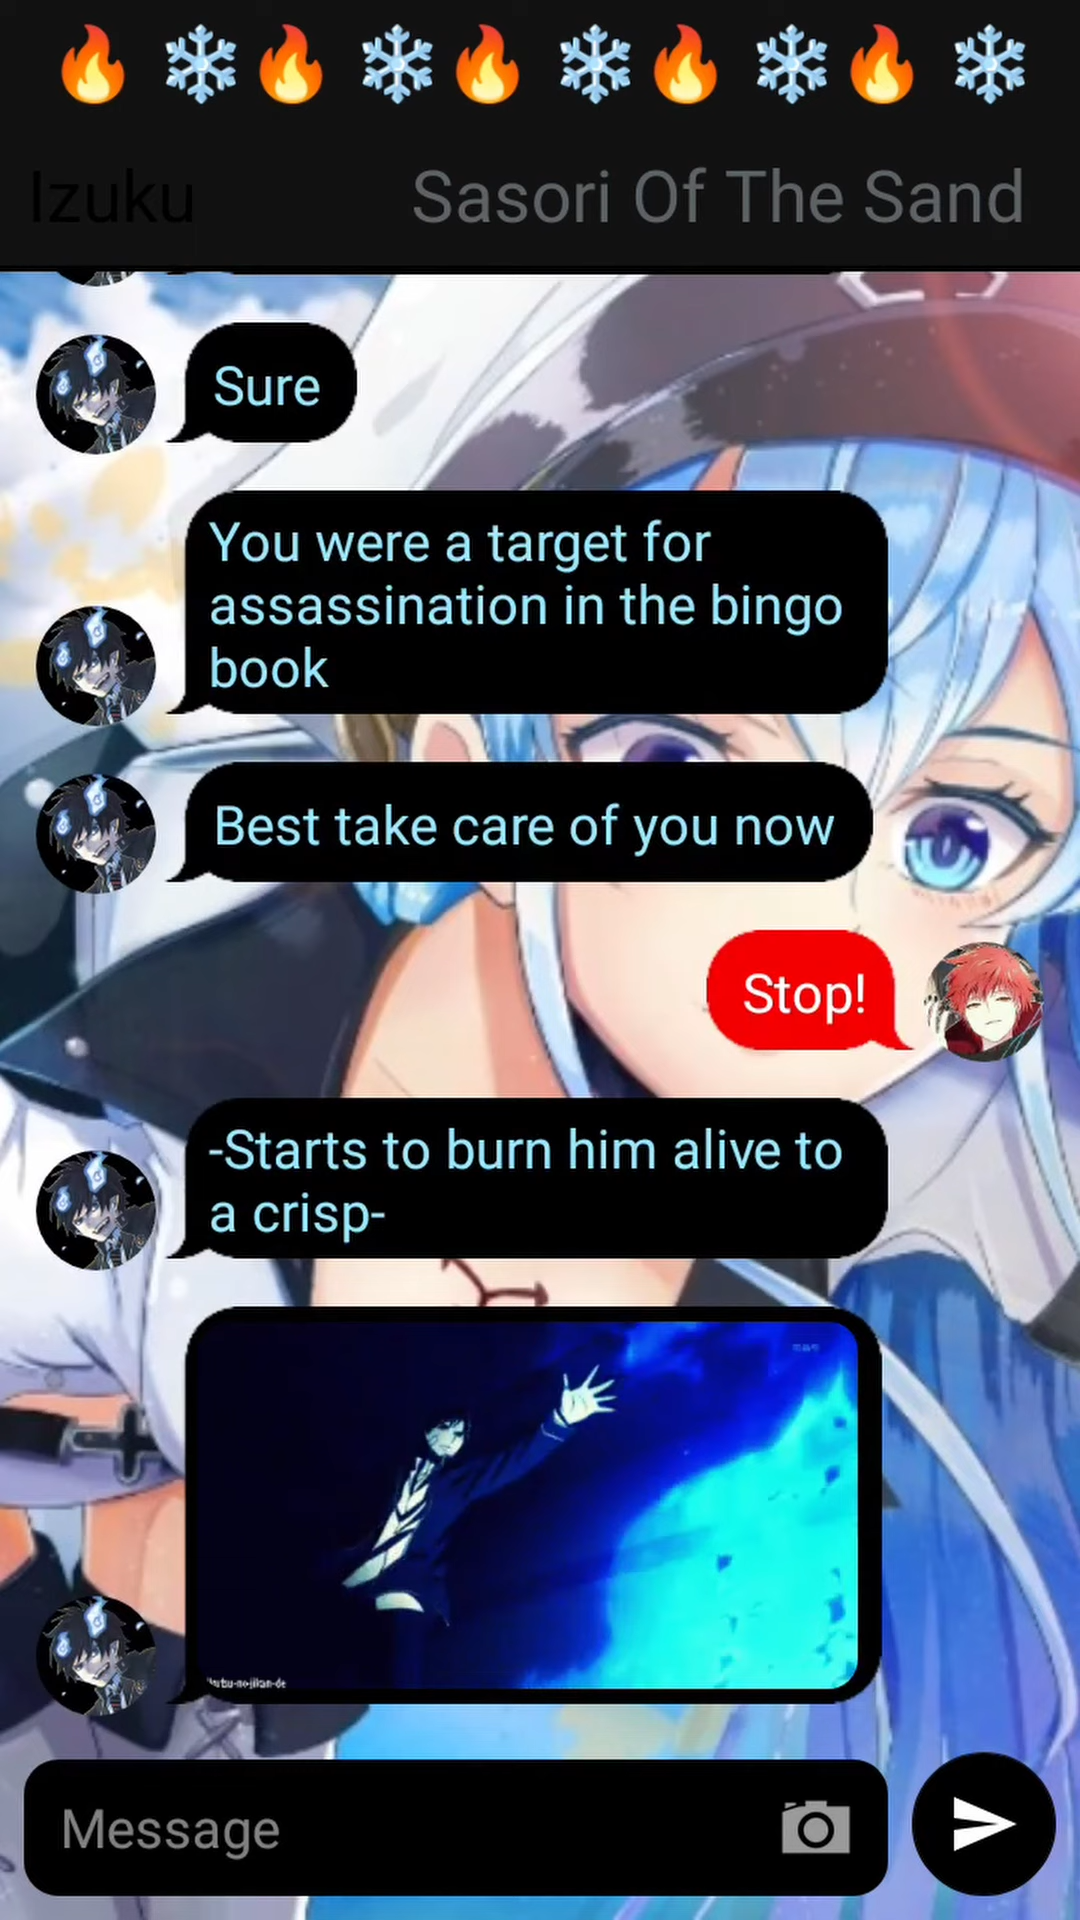 🔥 ❄️🔥 ❄️🔥 ❄️🔥 ❄️🔥 ❄️
Izuku
Sasori Of The Sand
Sure
You were a target for
assassination in the bingo
book
Best take care of you now
Stop!
-Starts to burn him alive to
a crisp-
Message